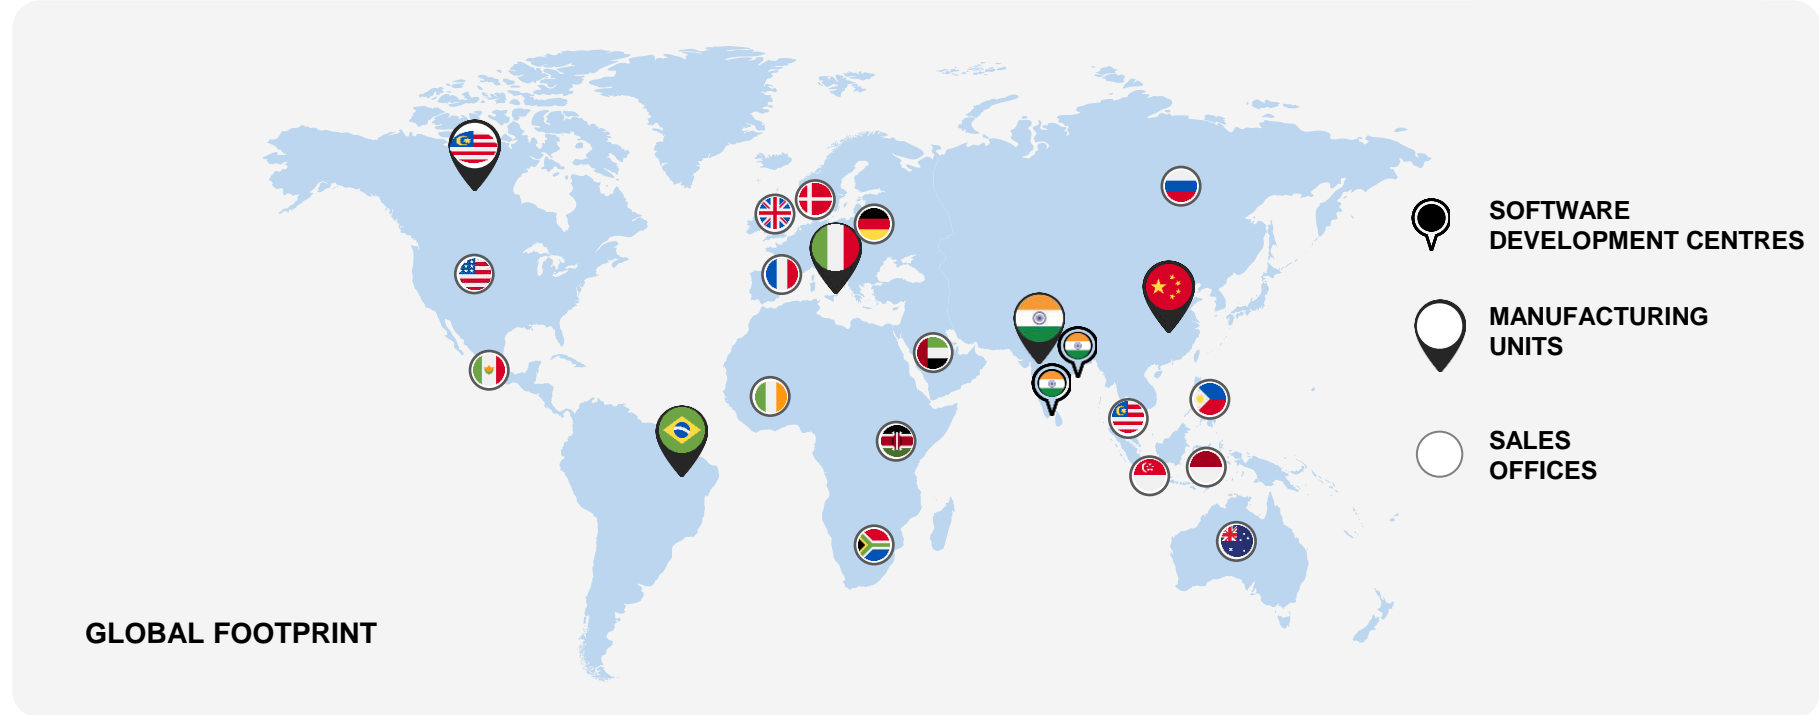 SOFTWARE
DEVELOPMENT CENTRES
MANUFACTURING
UNITS
SALES
OFFICES
GLOBAL FOOTPRINT